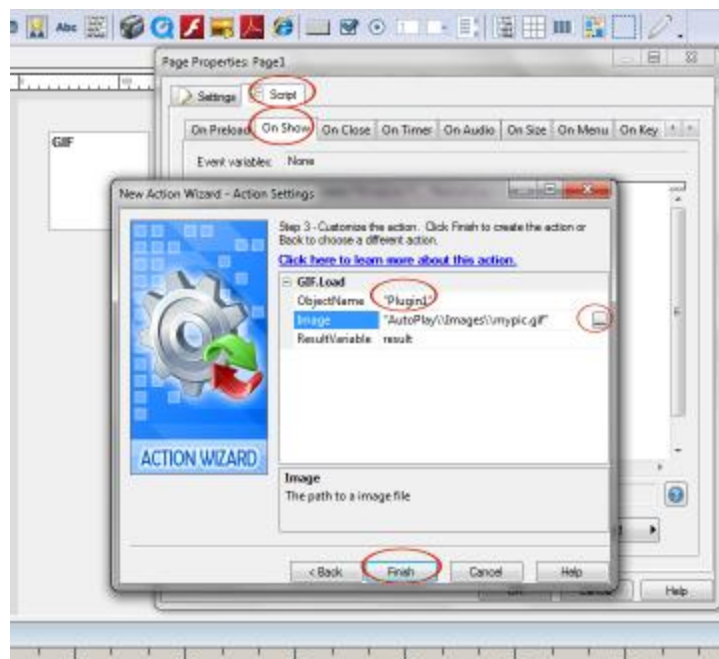 Abc
Page Properties: Page1
Settings Script
On Preload On Show On Close On Timer On Audio On Size On Menu On Key
Event variables: None
GIF
New Action Wizard - Action Settings
Step 3 - Customize the action. Click Finish to create the action or
Back to choose a different action.
Click here to learn more about this action.
GIF.Load
ObjectName "Plugin1"
Image "AutoPlay\\Images\\mypic.gif"
ResultVariable result
ACTION WIZARD
Image
The path to a image file
< Back Finish Cancel Help
Help